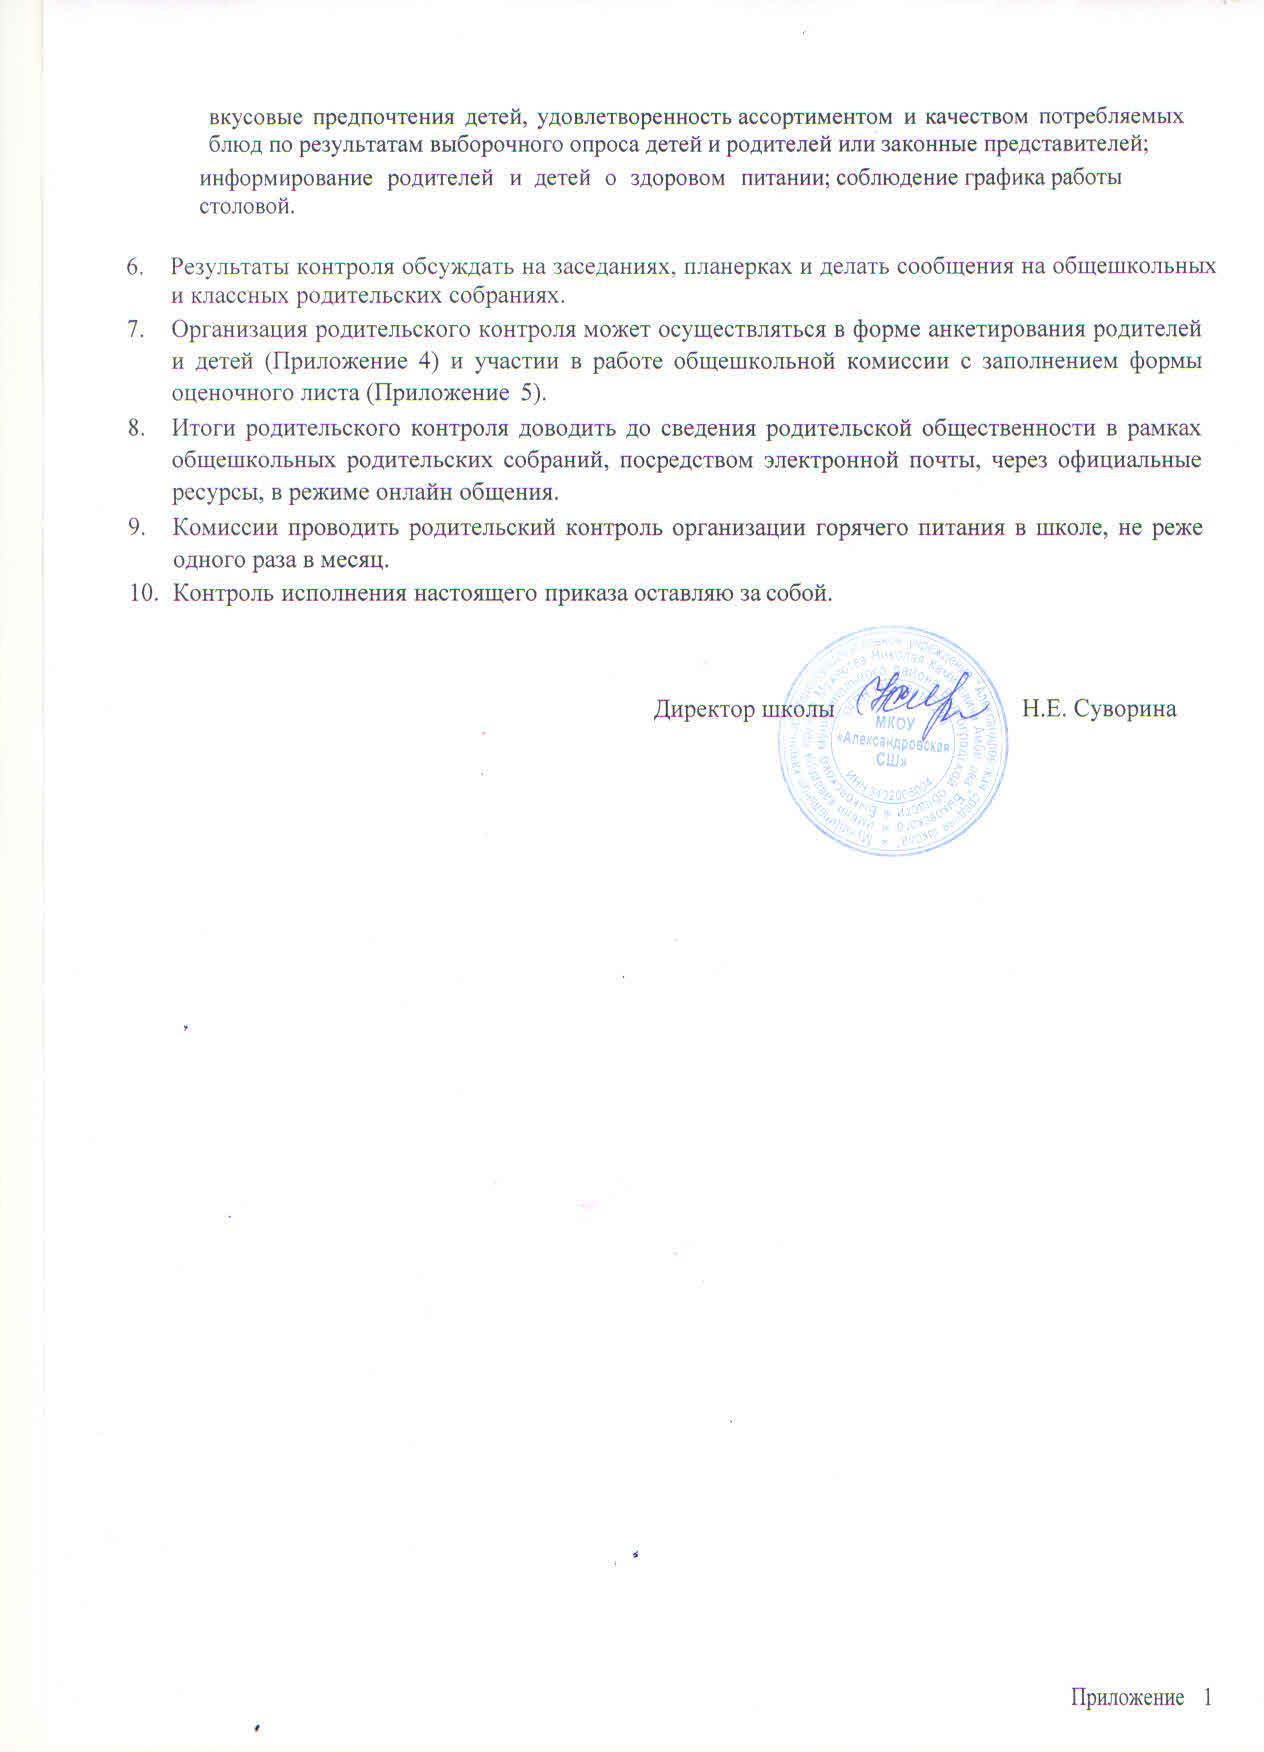 вкусовые предпочтения детей, удовлетворенность ассортиментом и качеством потребляемых
блюд по результатам выборочного опроса детей и родителей или законные представителей;
информирование родителей и детей о здоровом питании; соблюдение графика работы
столовой.
6. Результаты контроля обсуждать на заседаниях, планерках и делать сообщения на общешкольных
и классных родительских собраниях.
7. Организация родительского контроля может осуществляться в форме анкетирования родителей
и детей (Приложение 4) и участии в работе общешкольной комиссии с заполнением формы
оценочного листа (Приложение 5).
8. Итоги родительского контроля доводить до сведения родительской общественности в рамках
общешкольных родительских собраний, посредством электронной почты, через официальные
ресурсы, в режиме онлайн общения.
9. Комиссии проводить родительский контроль организации горячего питания в школе, не реже
одного раза в месяц.
10. Контроль исполнения настоящего приказа оставляю за собой.
Директор школы Н.Е. Суворина
МКОУ
«Александровская
СШ»
Приложение 1